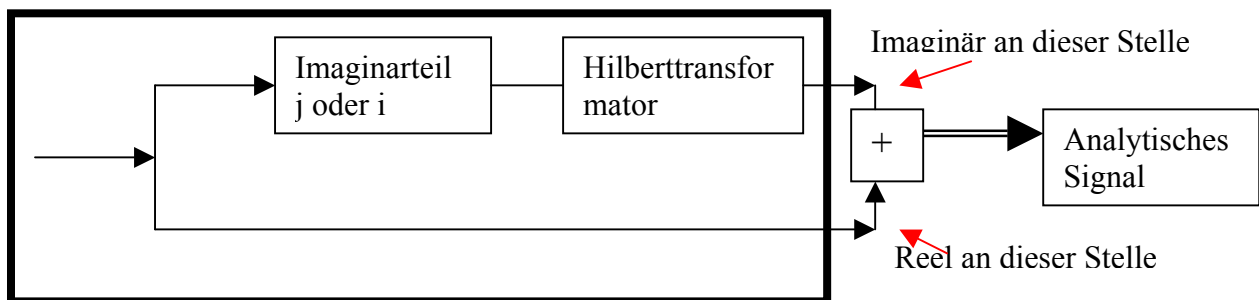 Imaginär an dieser Stelle
Imaginarteil
j oder i
Hilberttransfor
mator
+
Analytisches
Signal
Reel an dieser Stelle